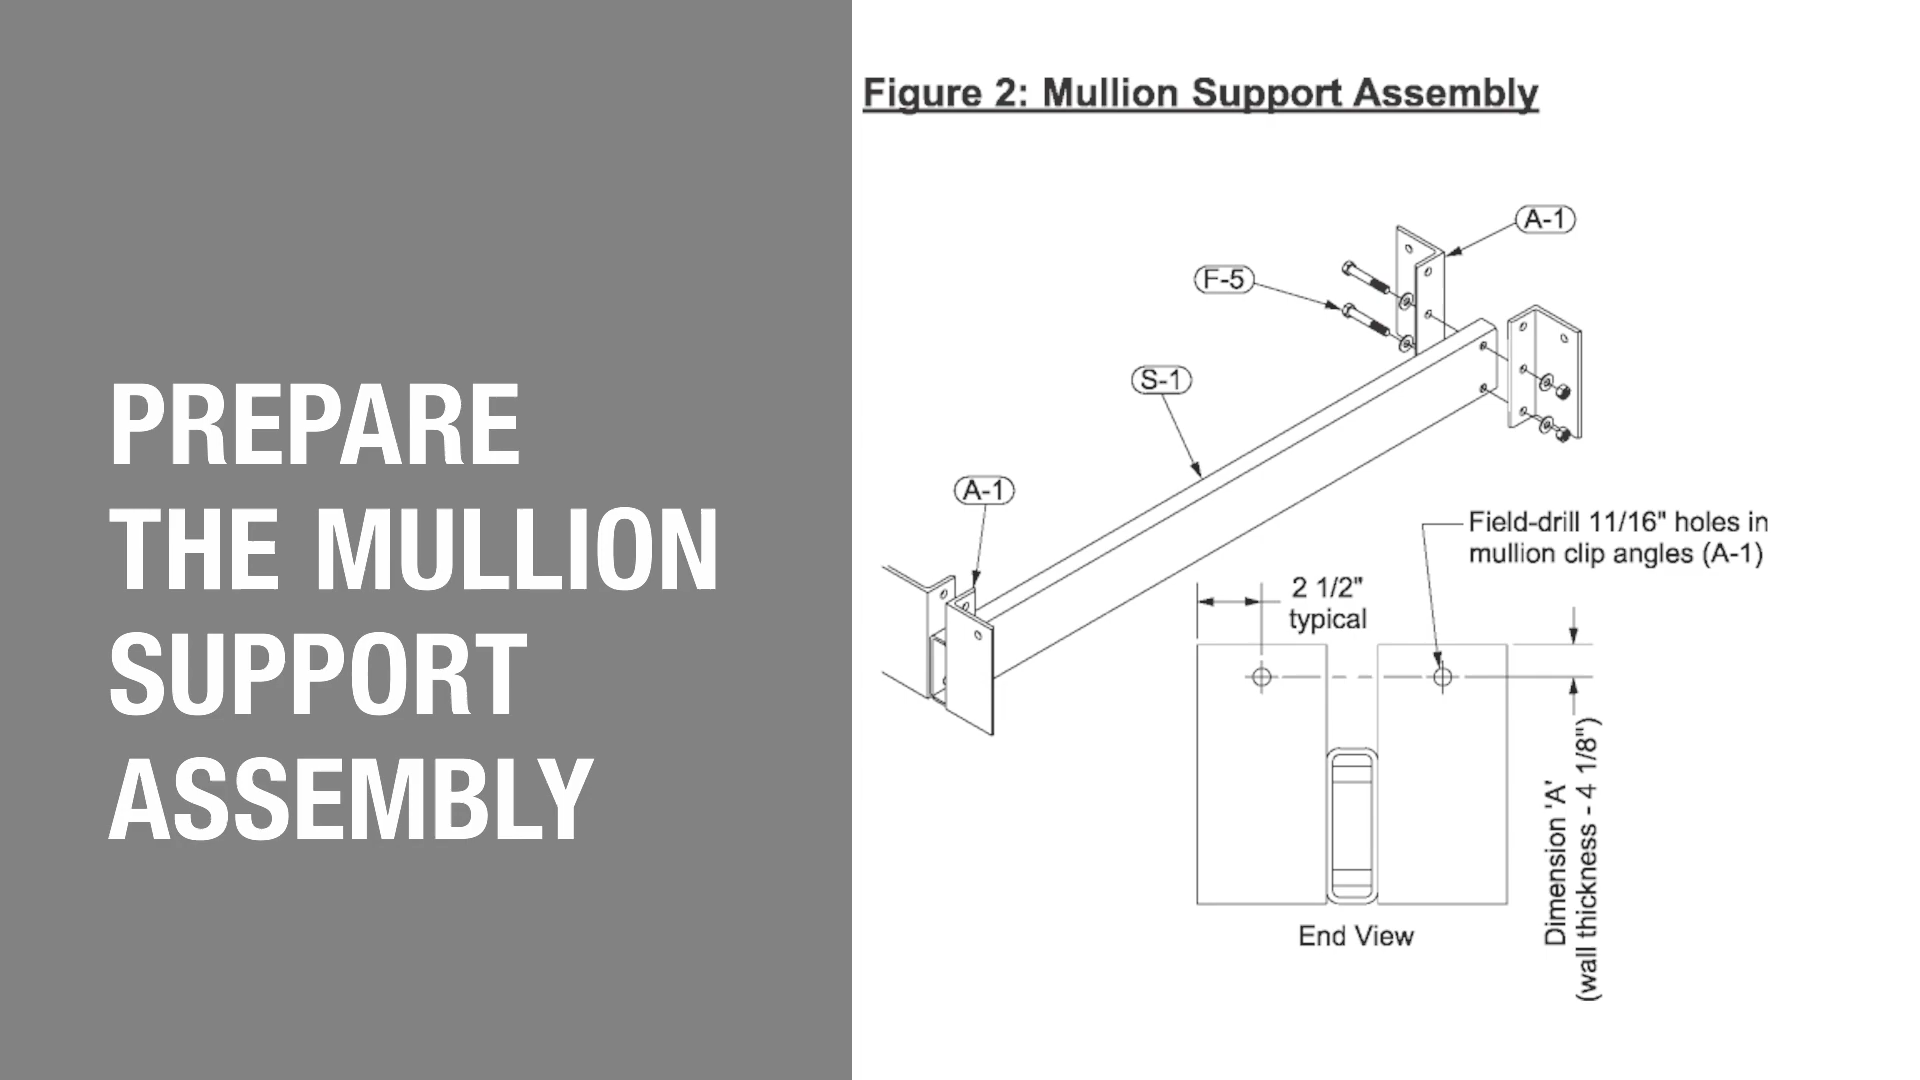 PREPARE
THE MULLION
SUPPORT
ASSEMBLY
Figure 2: Mullion Support Assembly
A-1
F-5
S-1
A-1
Field-drill 11/16" holes in
mullion clip angles (A-1)
2 1/2"
typical
End View
Dimension 'A'
(wall thickness - 4 1/8")